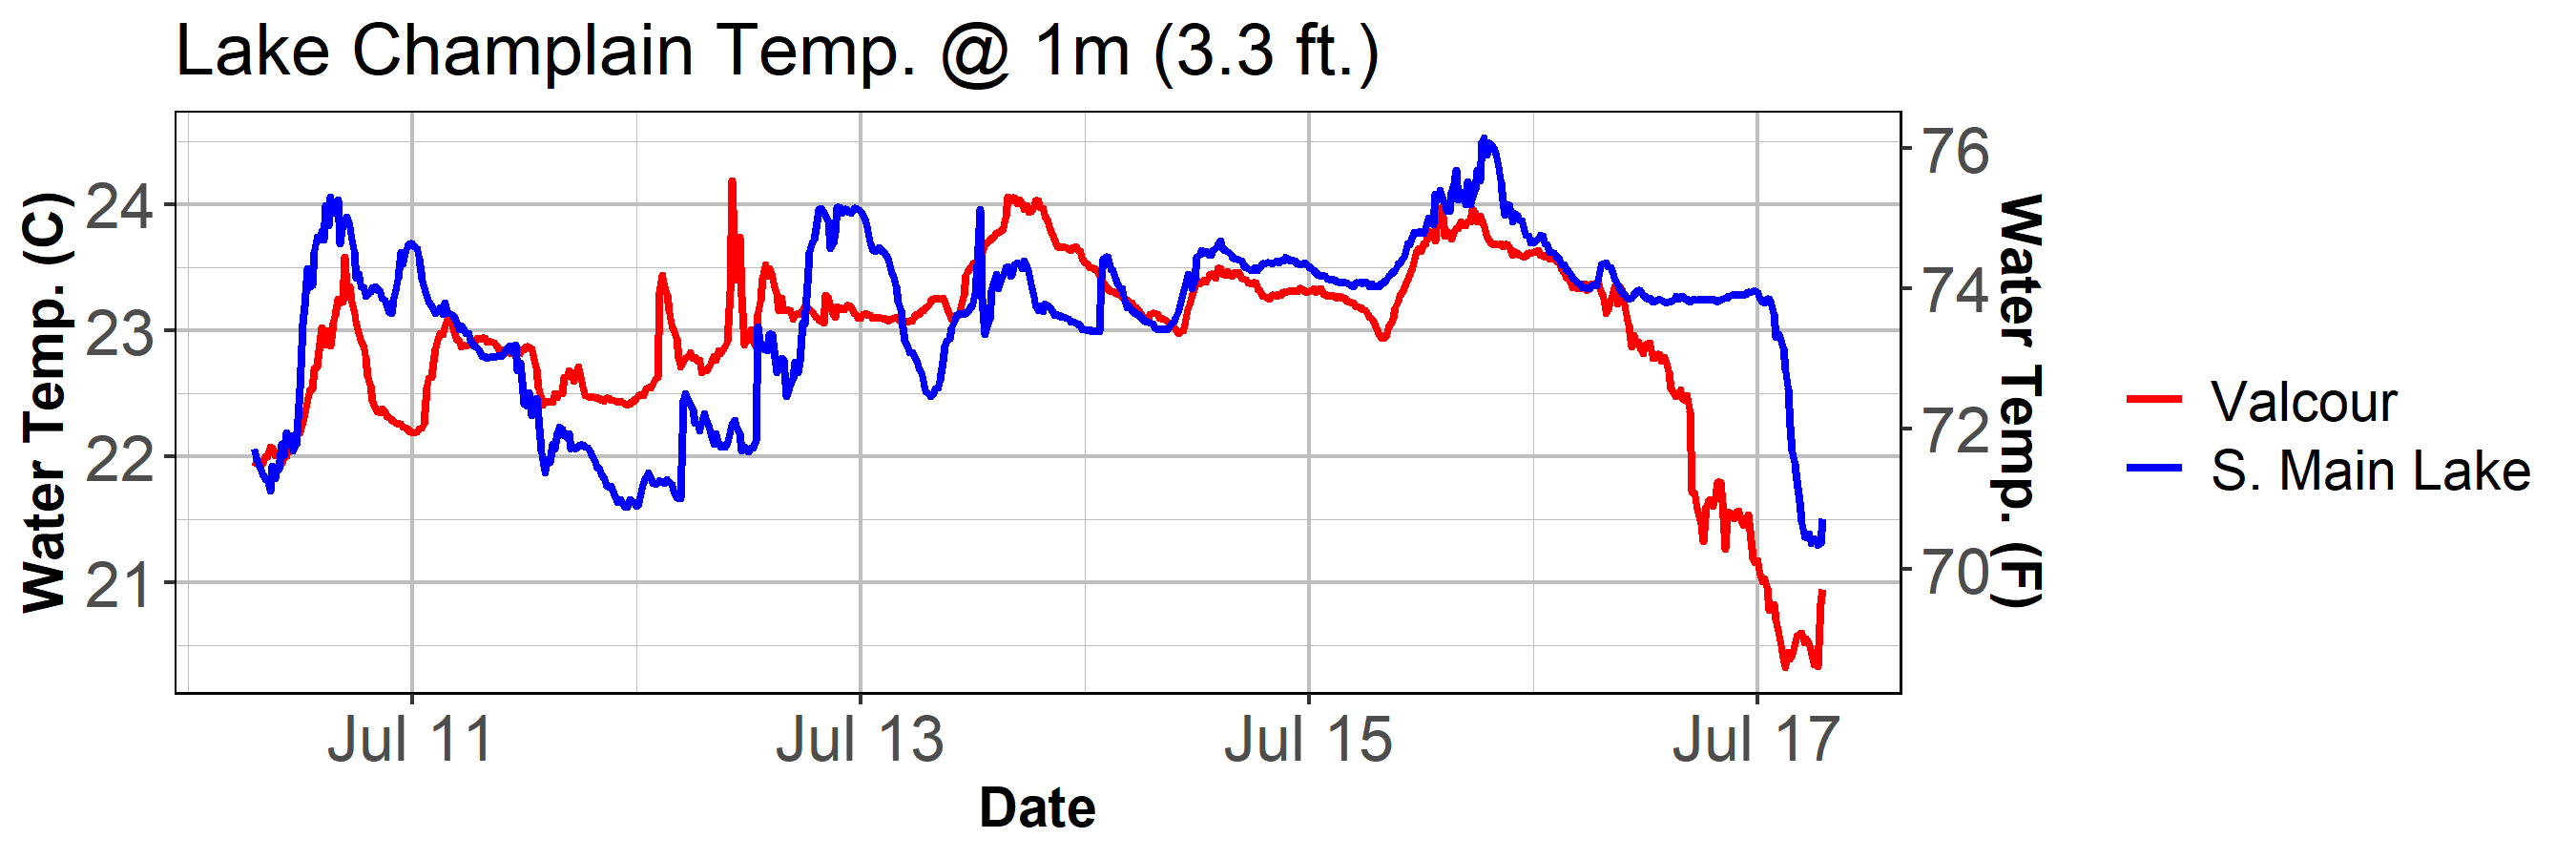 Lake Champlain Temp. @ 1m (3.3 ft.)
Water Temp. (C)
24
23
22
21
76
74
72
70
Water Temp. (F)
Jul 11
Jul 13
Jul 15
Jul 17
Date
Valcour
S. Main Lake